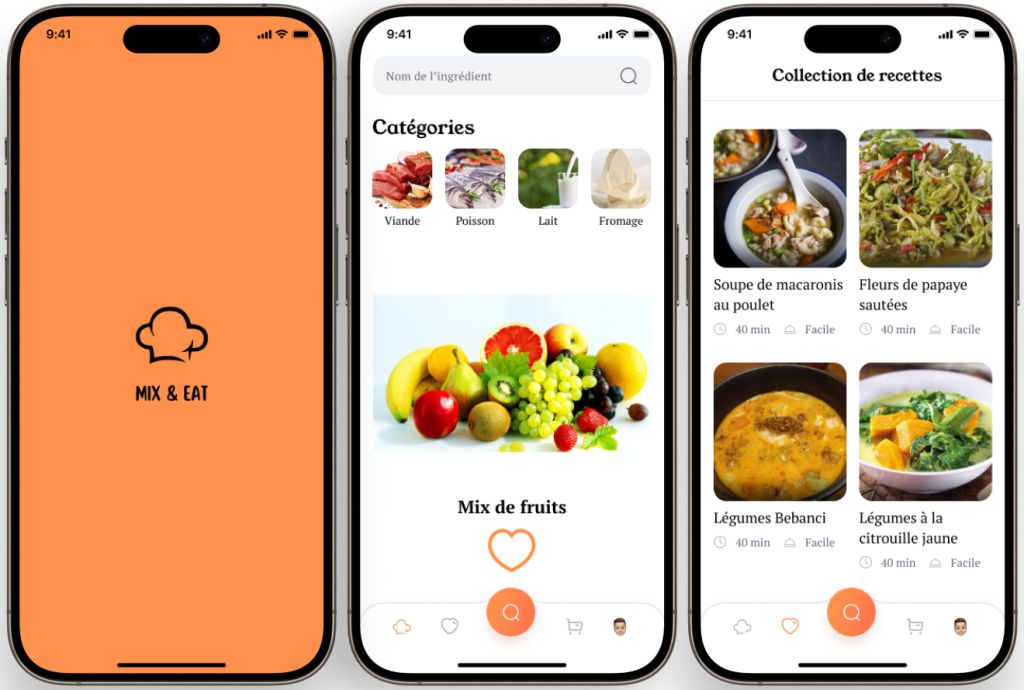 9:41
MIX & EAT
9:41
Nom de l'ingrédient
Catégories
Viande
Poisson
Lait
Fromage
Mix de fruits
9:41
Collection de recettes
Soupe de macaronis
au poulet
40 min
Facile
Fleurs de papaye
sautées
40 min
Facile
Légumes Bebanci
40 min
Facile
Légumes à la
citrouille jaune
40 min
Facile